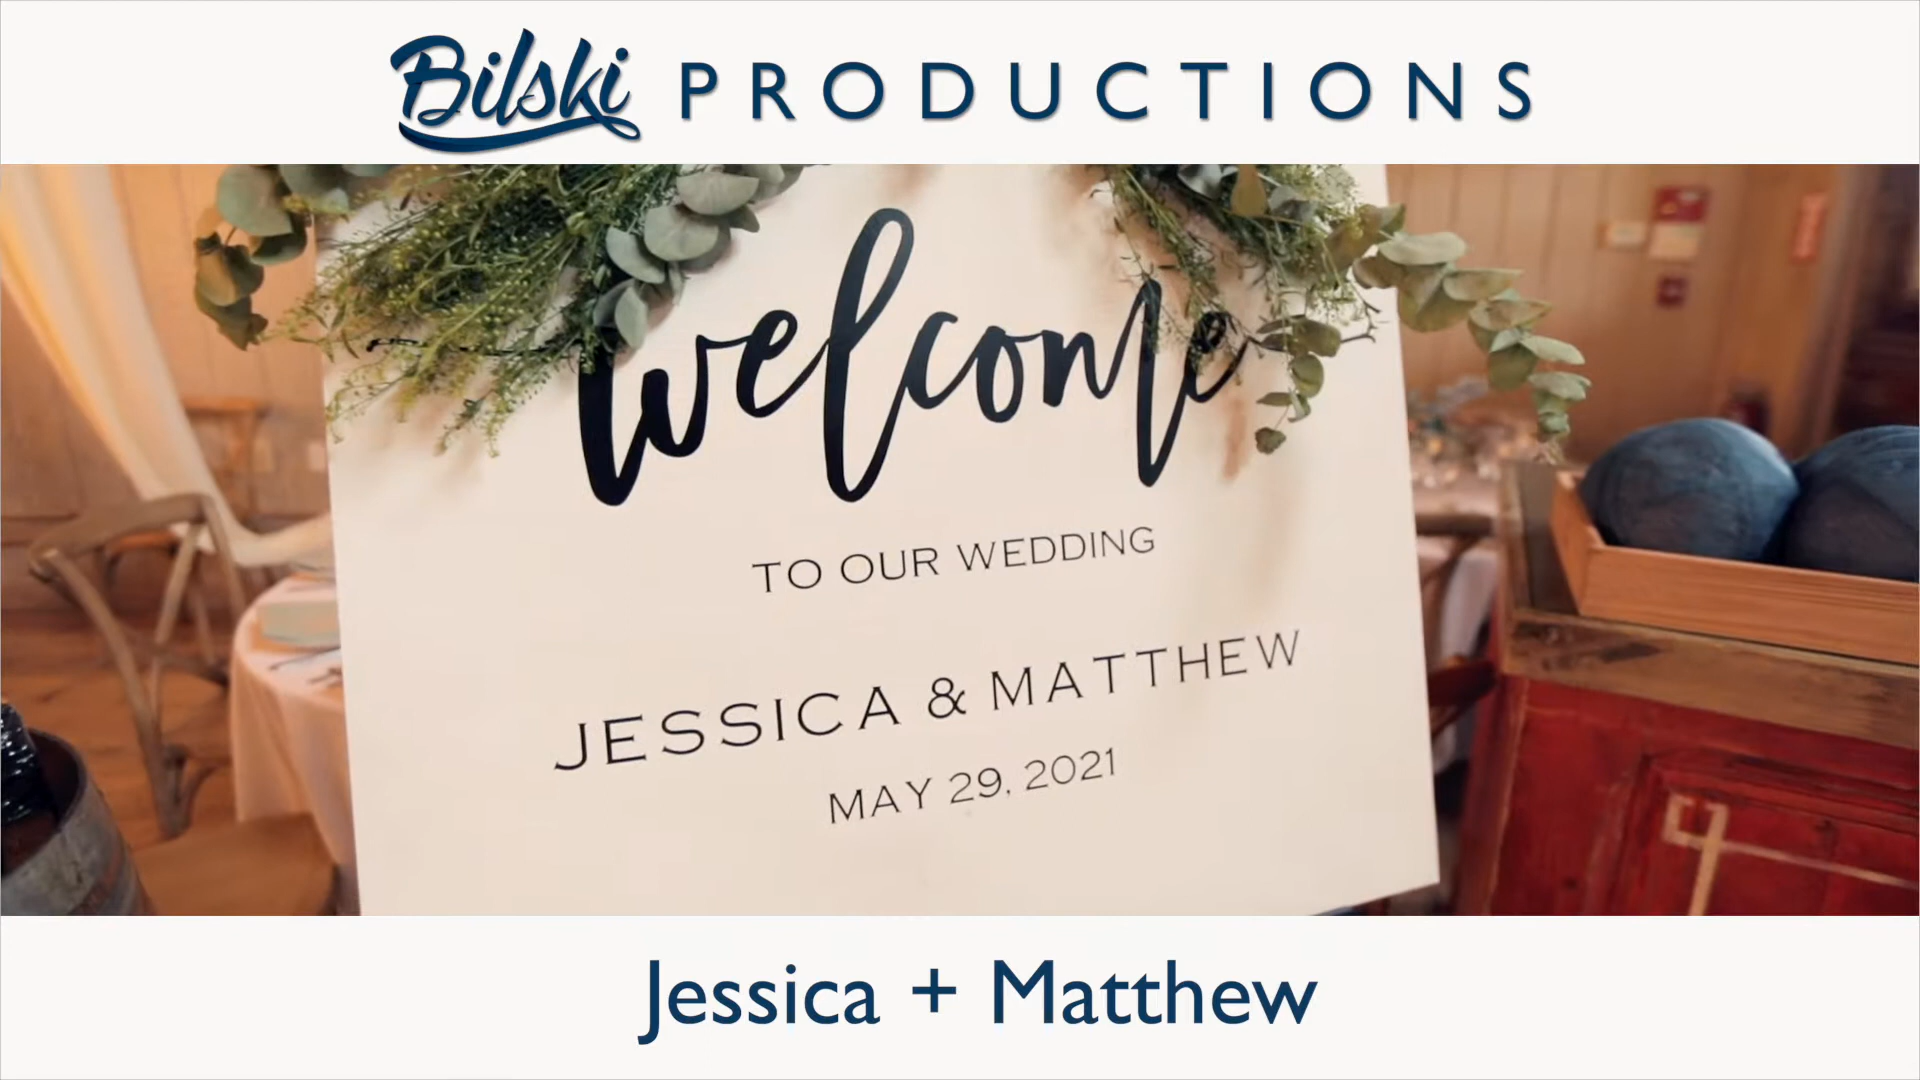 Bilski PRODUCTIONS
welcome
TO OUR WEDDING
JESSICA & MATTHEW
MAY 29, 2021
Jessica + Matthew